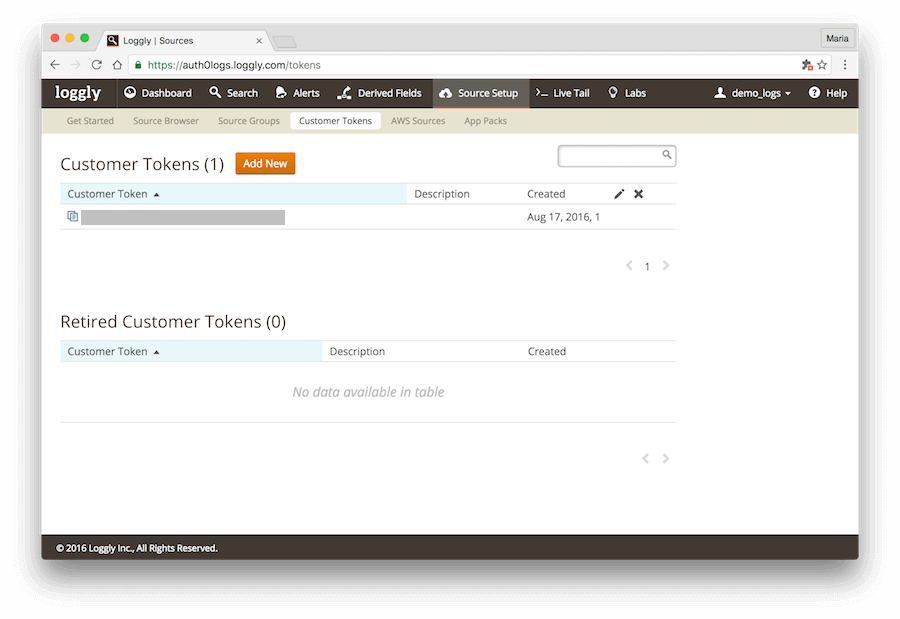 Loggly | Sources
Maria
https://auth0logs.loggly.com/tokens
loggly Dashboard Search Alerts Derived Fields Source Setup >_ Live Tail Labs demo_logs Help
Get Started Source Browser Source Groups Customer Tokens AWS Sources App Packs
Customer Tokens (1) Add New
Customer Token Description Created
Aug 17, 2016, 1
1
Retired Customer Tokens (0)
Customer Token Description Created
No data available in table
© 2016 Loggly Inc., All Rights Reserved.